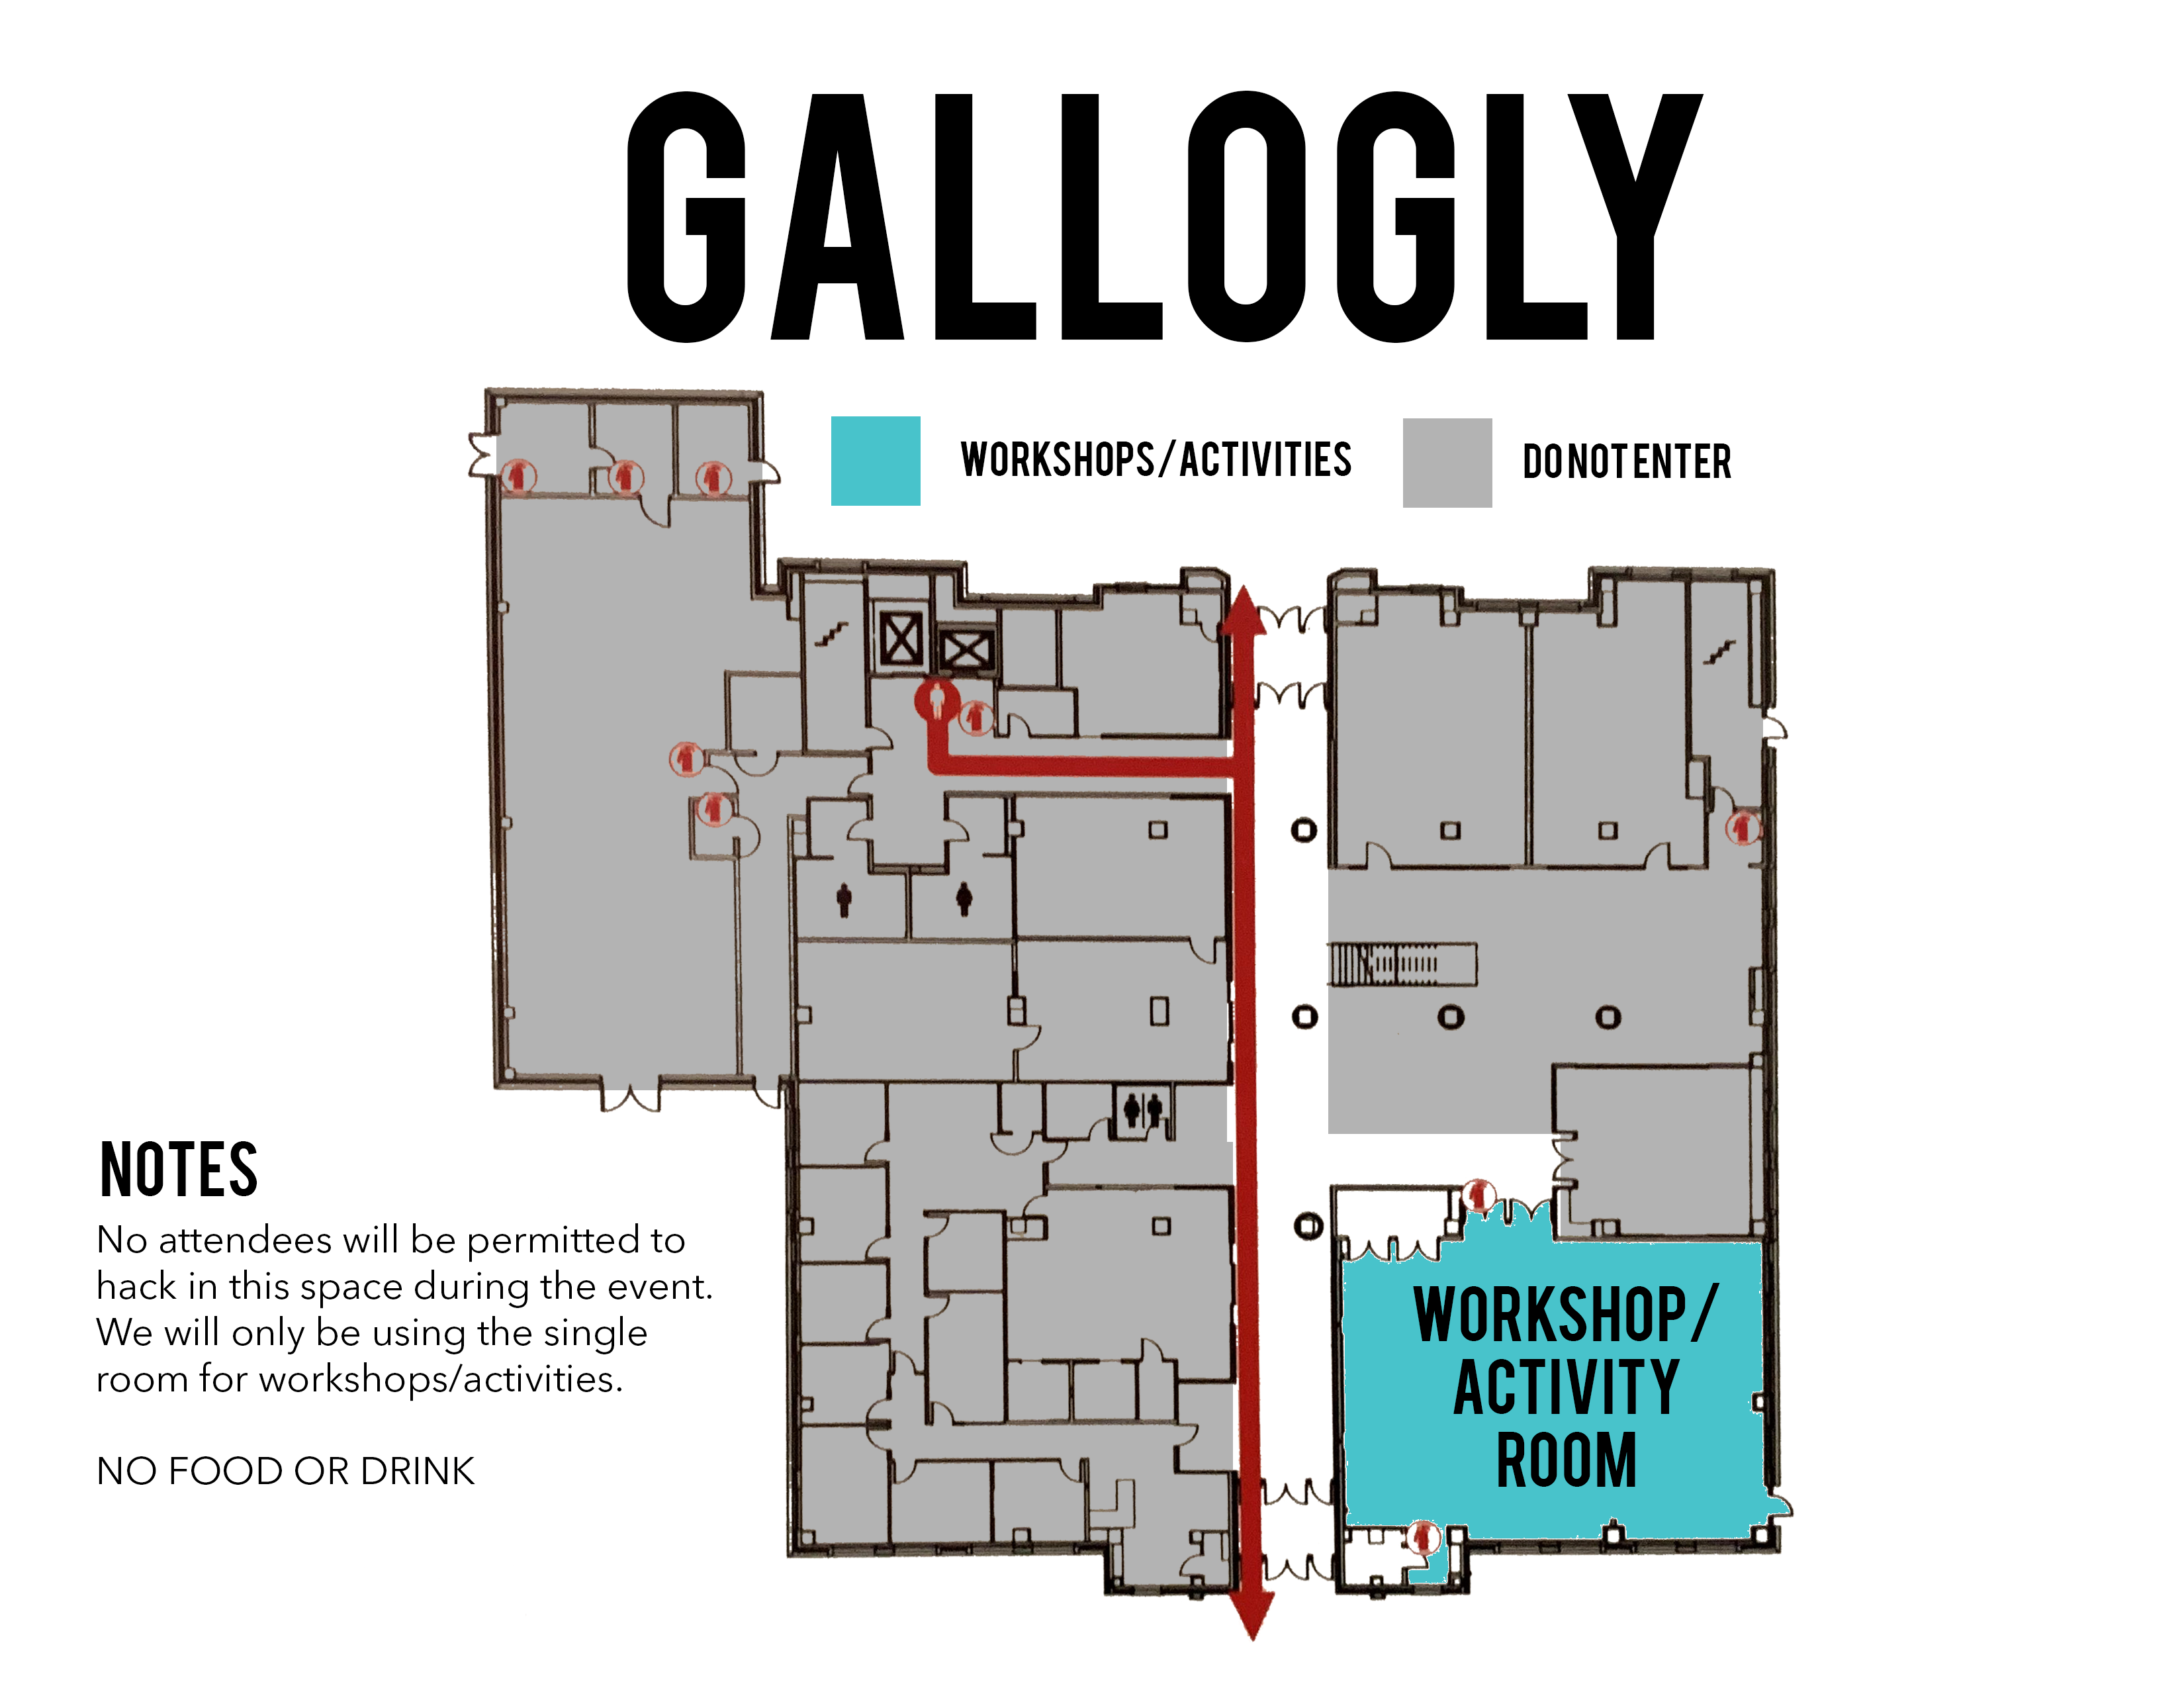 GALLOGLY
WORKSHOPS/ACTIVITIES
DO NOT ENTER
NOTES
No attendees will be permitted to
hack in this space during the event.
We will only be using the single
room for workshops/activities.
NO FOOD OR DRINK
WORKSHOP/
ACTIVITY
ROOM